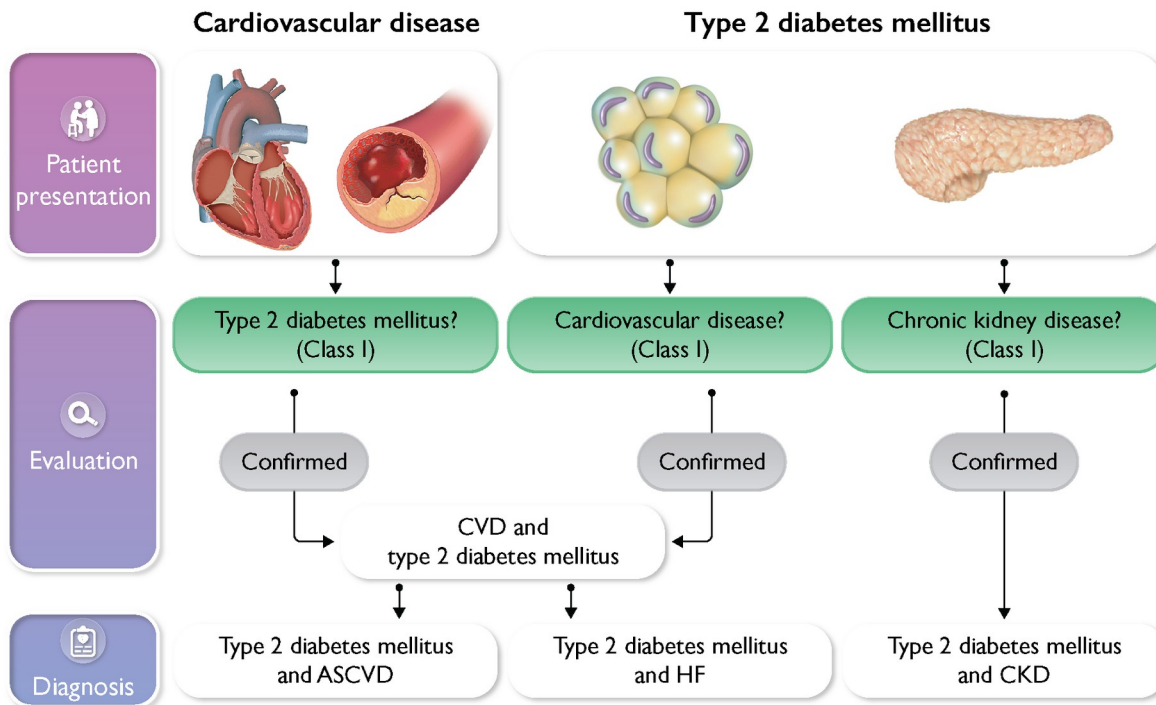 Cardiovascular disease
Type 2 diabetes mellitus
Patient
presentation
Type 2 diabetes mellitus?
(Class I)
Cardiovascular disease?
(Class I)
Chronic kidney disease?
(Class I)
Evaluation
Confirmed
Confirmed
Confirmed
CVD and
type 2 diabetes mellitus
Diagnosis
Type 2 diabetes mellitus
and ASCVD
Type 2 diabetes mellitus
and HF
Type 2 diabetes mellitus
and CKD